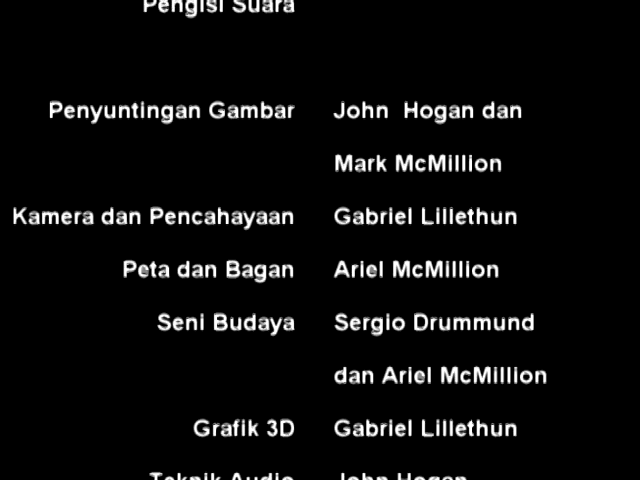 Pengisi Suara
Penyuntingan Gambar John Hogan dan
Mark McMillion
Kamera dan Pencahayaan Gabriel Lillethun
Peta dan Bagan Ariel McMillion
Seni Budaya Sergio Drummund
dan Ariel McMillion
Grafik 3D Gabriel Lillethun
Teknik Audio John Hogan